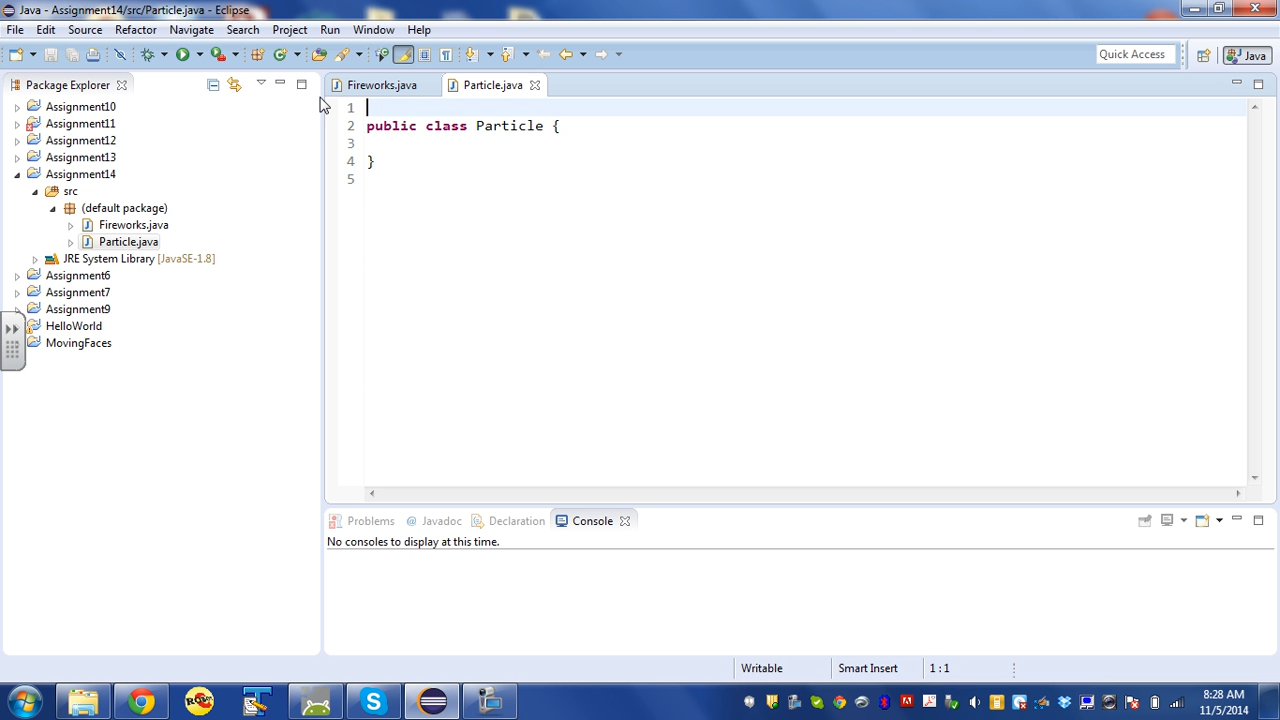 Java - Assignment14/src/Particle.java - Eclipse
File Edit Source Refactor Navigate Search Project Run Window Help
Quick Access
Java
Package Explorer
Fireworks.java
Particle.java
Assignment10
Assignment11
Assignment12
Assignment13
Assignment14
src
(default package)
Fireworks.java
Particle.java
JRE System Library [JavaSE-1.8]
Assignment6
Assignment7
Assignment9
HelloWorld
MovingFaces
1
2 public class Particle {
3
4 }
5
Problems @ Javadoc Declaration Console
No consoles to display at this time.
Writable Smart Insert 1 : 1
8:28 AM
11/5/2014